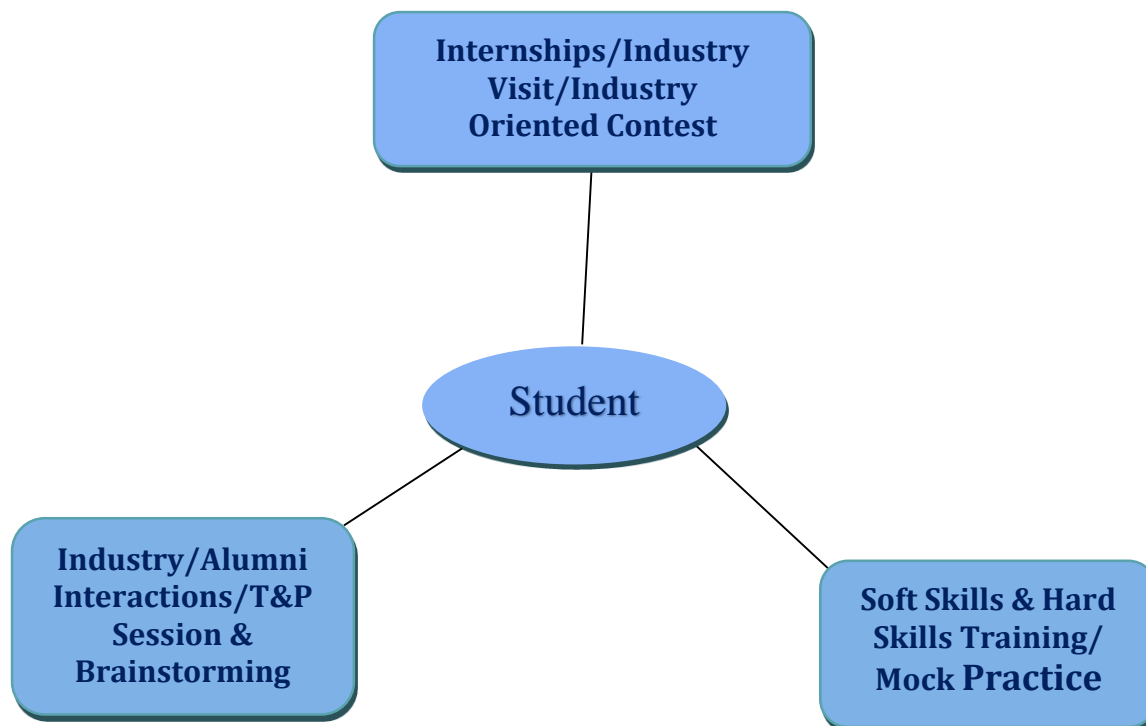 Internships/Industry
Visit/Industry
Oriented Contest
Student
Industry/Alumni
Interactions/T&P
Session &
Brainstorming
Soft Skills & Hard
Skills Training/
Mock Practice